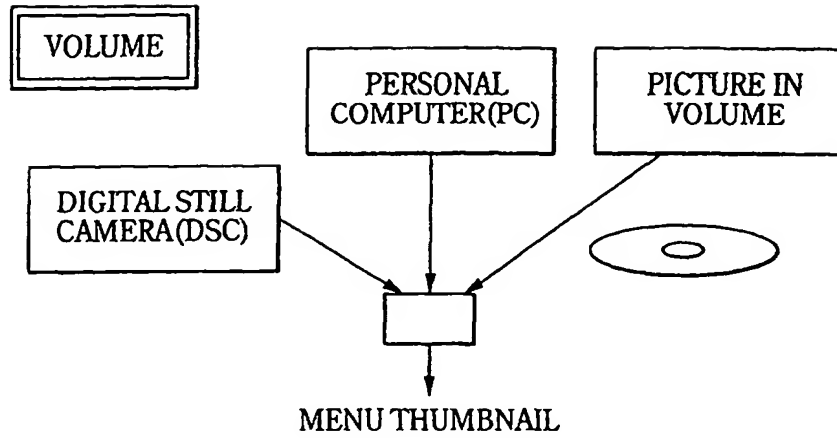 VOLUME
PERSONAL
COMPUTER(PC)
PICTURE IN
VOLUME
DIGITAL STILL
CAMERA(DSC)
MENU THUMBNAIL